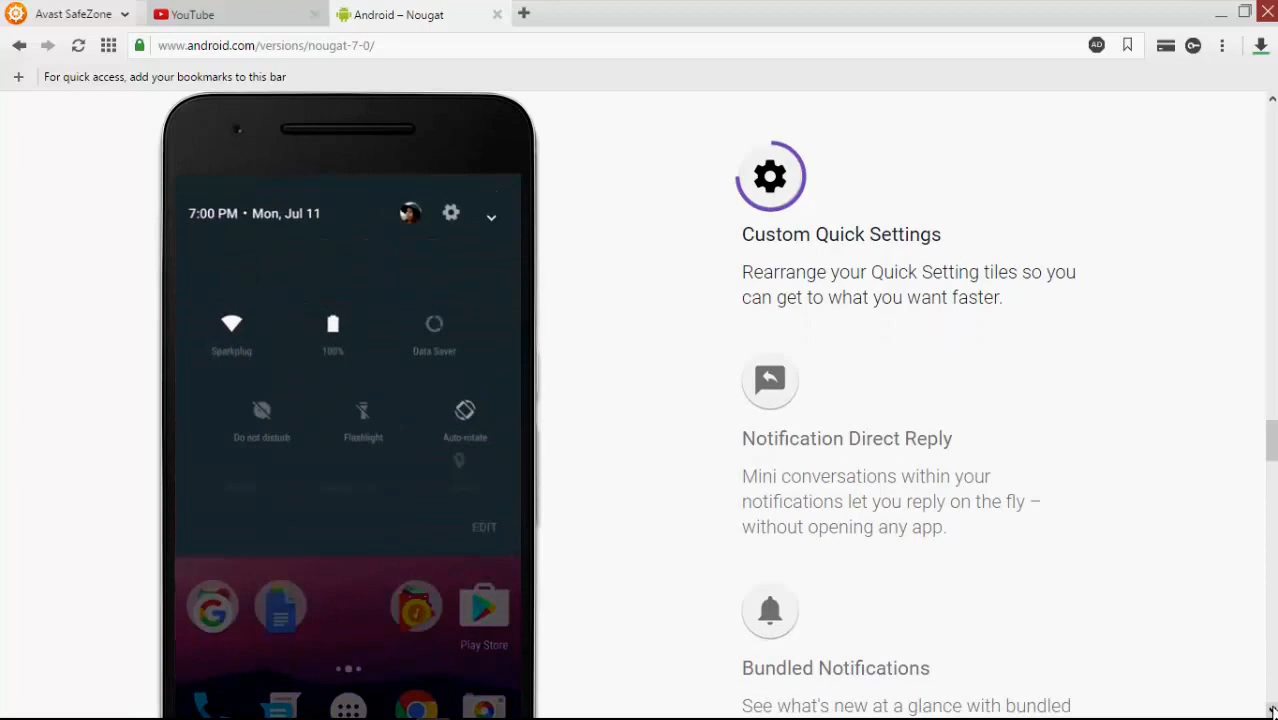 Avast SafeZone
YouTube
Android – Nougat
www.android.com/versions/nougat-7-0/
AD
For quick access, add your bookmarks to this bar
7:00 PM • Mon, Jul 11
Sparkplug
100%
Data Saver
Do not disturb
Flashlight
Auto-rotate
EDIT
Play Store
Custom Quick Settings
Rearrange your Quick Setting tiles so you
can get to what you want faster.
Notification Direct Reply
Mini conversations within your
notifications let you reply on the fly –
without opening any app.
Bundled Notifications
See what's new at a glance with bundled